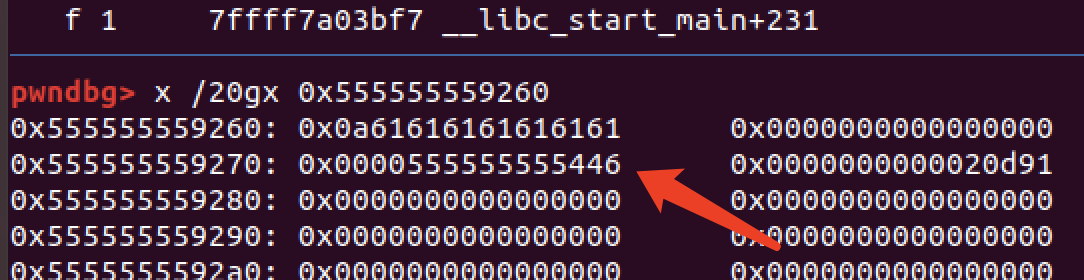 f 1 7ffff7a03bf7 __libc_start_main+231
pwndbg> x /20gx 0x555555559260
0x555555559260: 0x0a61616161616161 0x0000000000000000
0x555555559270: 0x0000555555555446 0x0000000000020d91
0x555555559280: 0x0000000000000000 0x0000000000000000
0x555555559290: 0x0000000000000000 0x0000000000000000
0x5555555592a0: 0x0000000000000000 0x0000000000000000